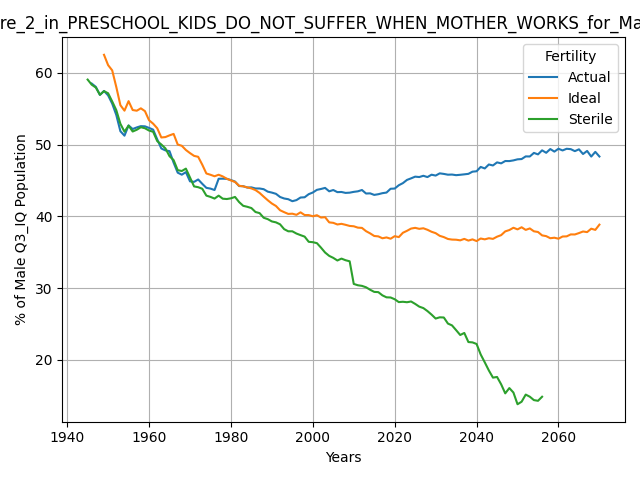 re_2_in_PRESCHOOL_KIDS_DO_NOT_SUFFER_WHEN_MOTHER_WORKS_for_Ma
Fertility
Actual
Ideal
Sterile
% of Male Q3_IQ Population
60
50
40
30
20
1940
1960
1980
2000
2020
2040
2060
Years